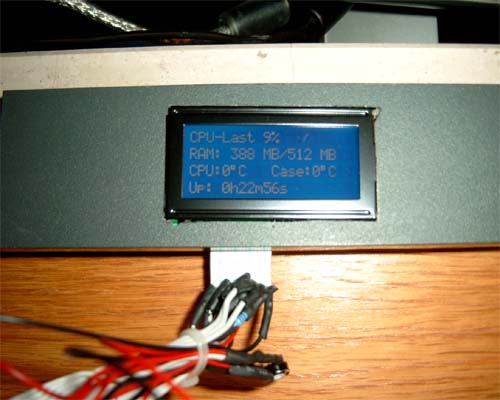 CPU-Last 9%
RAM: 388 MB/512 MB
CPU:0°C Case:0°C
Up: 0h22m56s